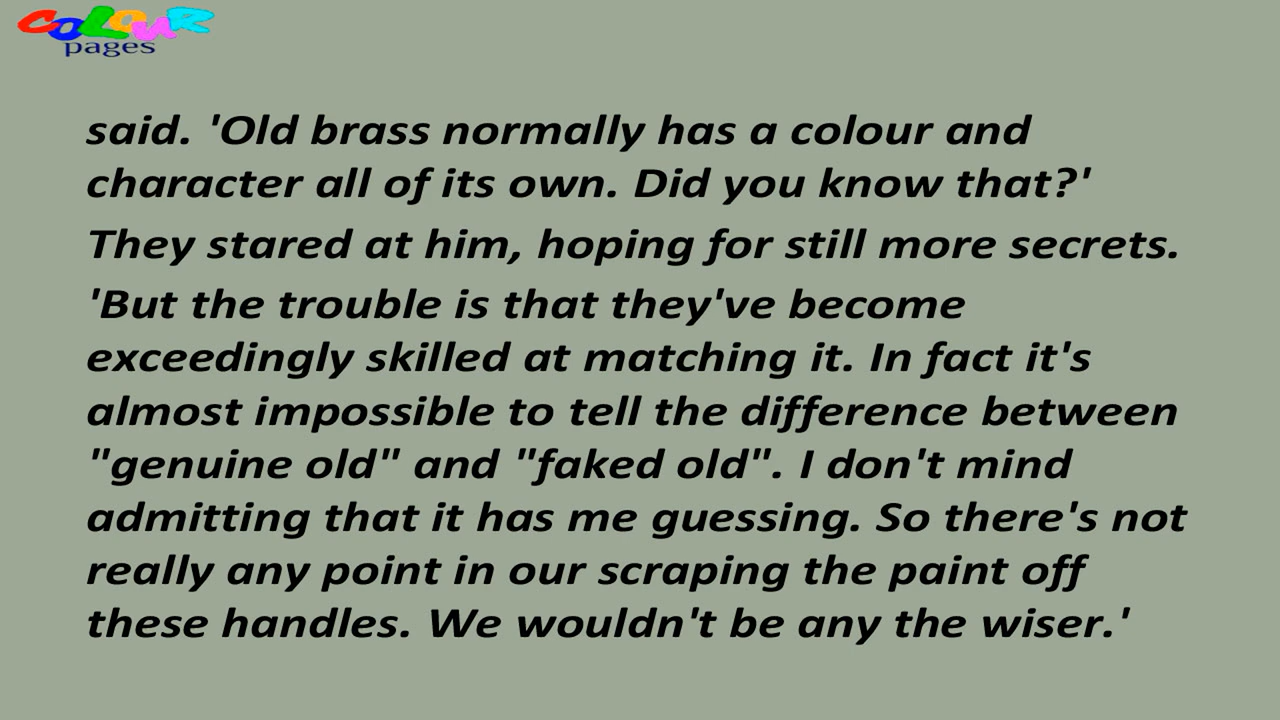 COLOUR
pages
said. 'Old brass normally has a colour and
character all of its own. Did you know that?'
They stared at him, hoping for still more secrets.
'But the trouble is that they've become
exceedingly skilled at matching it. In fact it's
almost impossible to tell the difference between
"genuine old" and "faked old". I don't mind
admitting that it has me guessing. So there's not
really any point in our scraping the paint off
these handles. We wouldn't be any the wiser.'